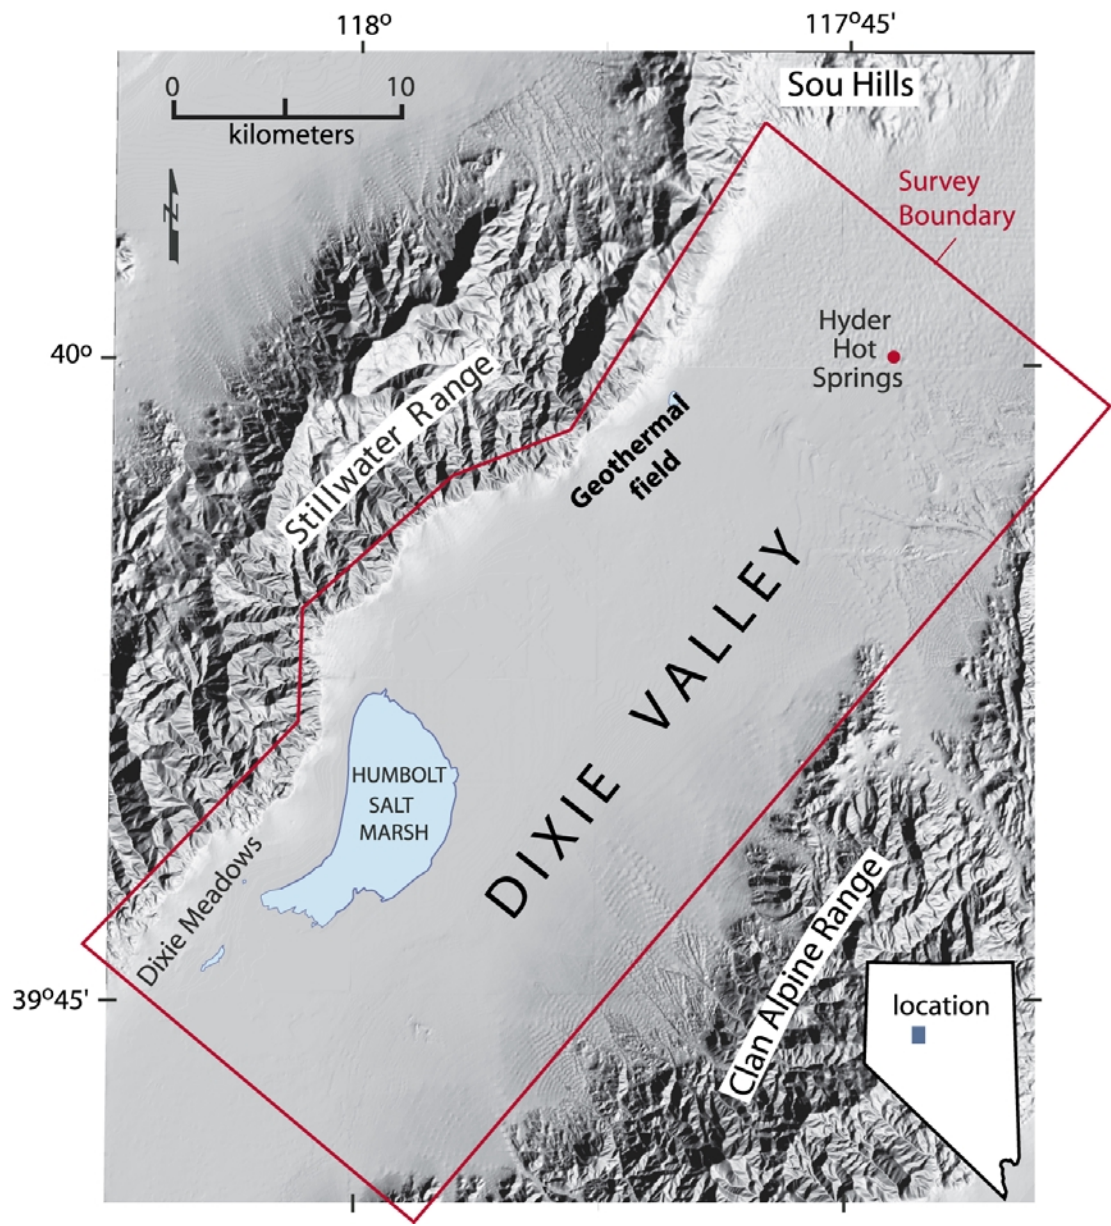 118º
117º45'
0
10
kilometers
Sou Hills
N
Survey
Boundary
Hyder
Hot
Springs
40º
Stillwater Range
Geothermal
field
DIXIE VALLEY
HUMBOLT
SALT
MARSH
Dixie Meadows
Clan Alpine Range
39º45'
location